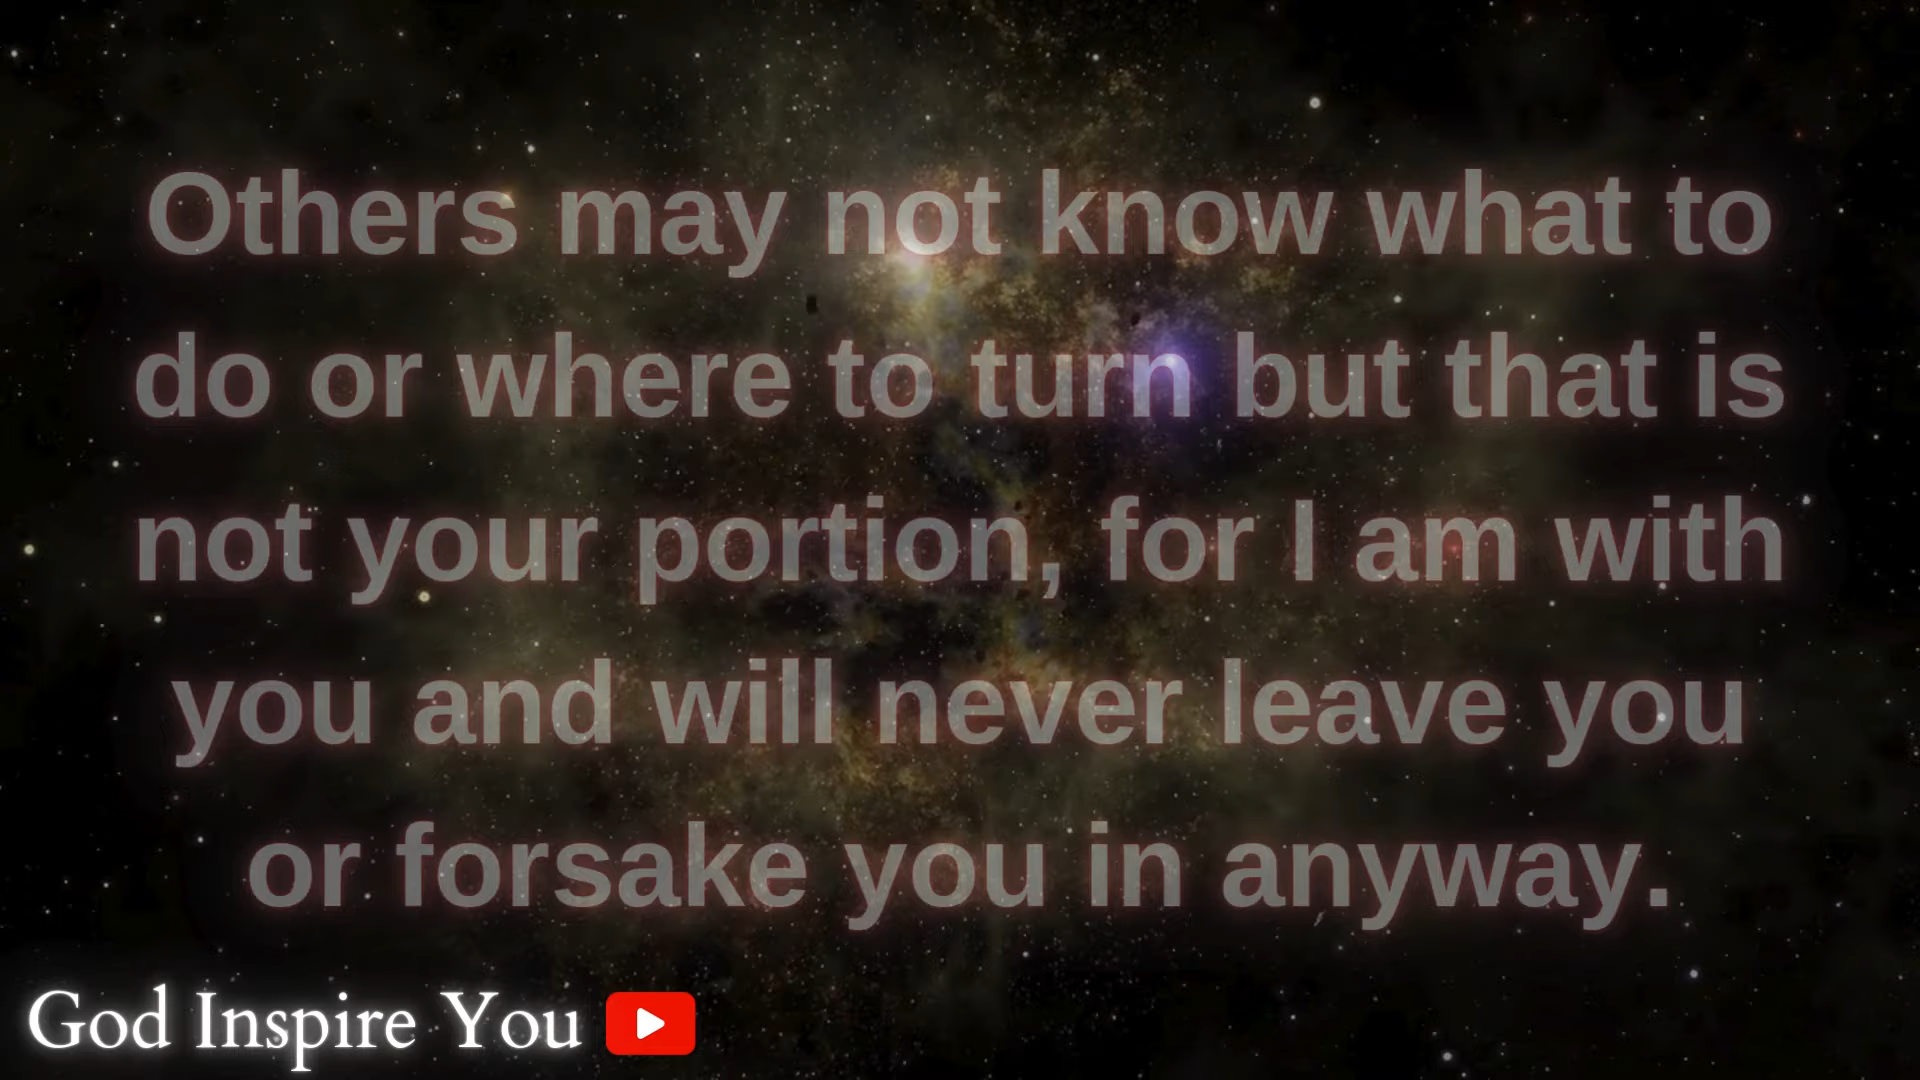 Others may not know what to
do or where to turn but that is
not your portion, for I am with
you and will never leave you
or forsake you in anyway.
God Inspire You